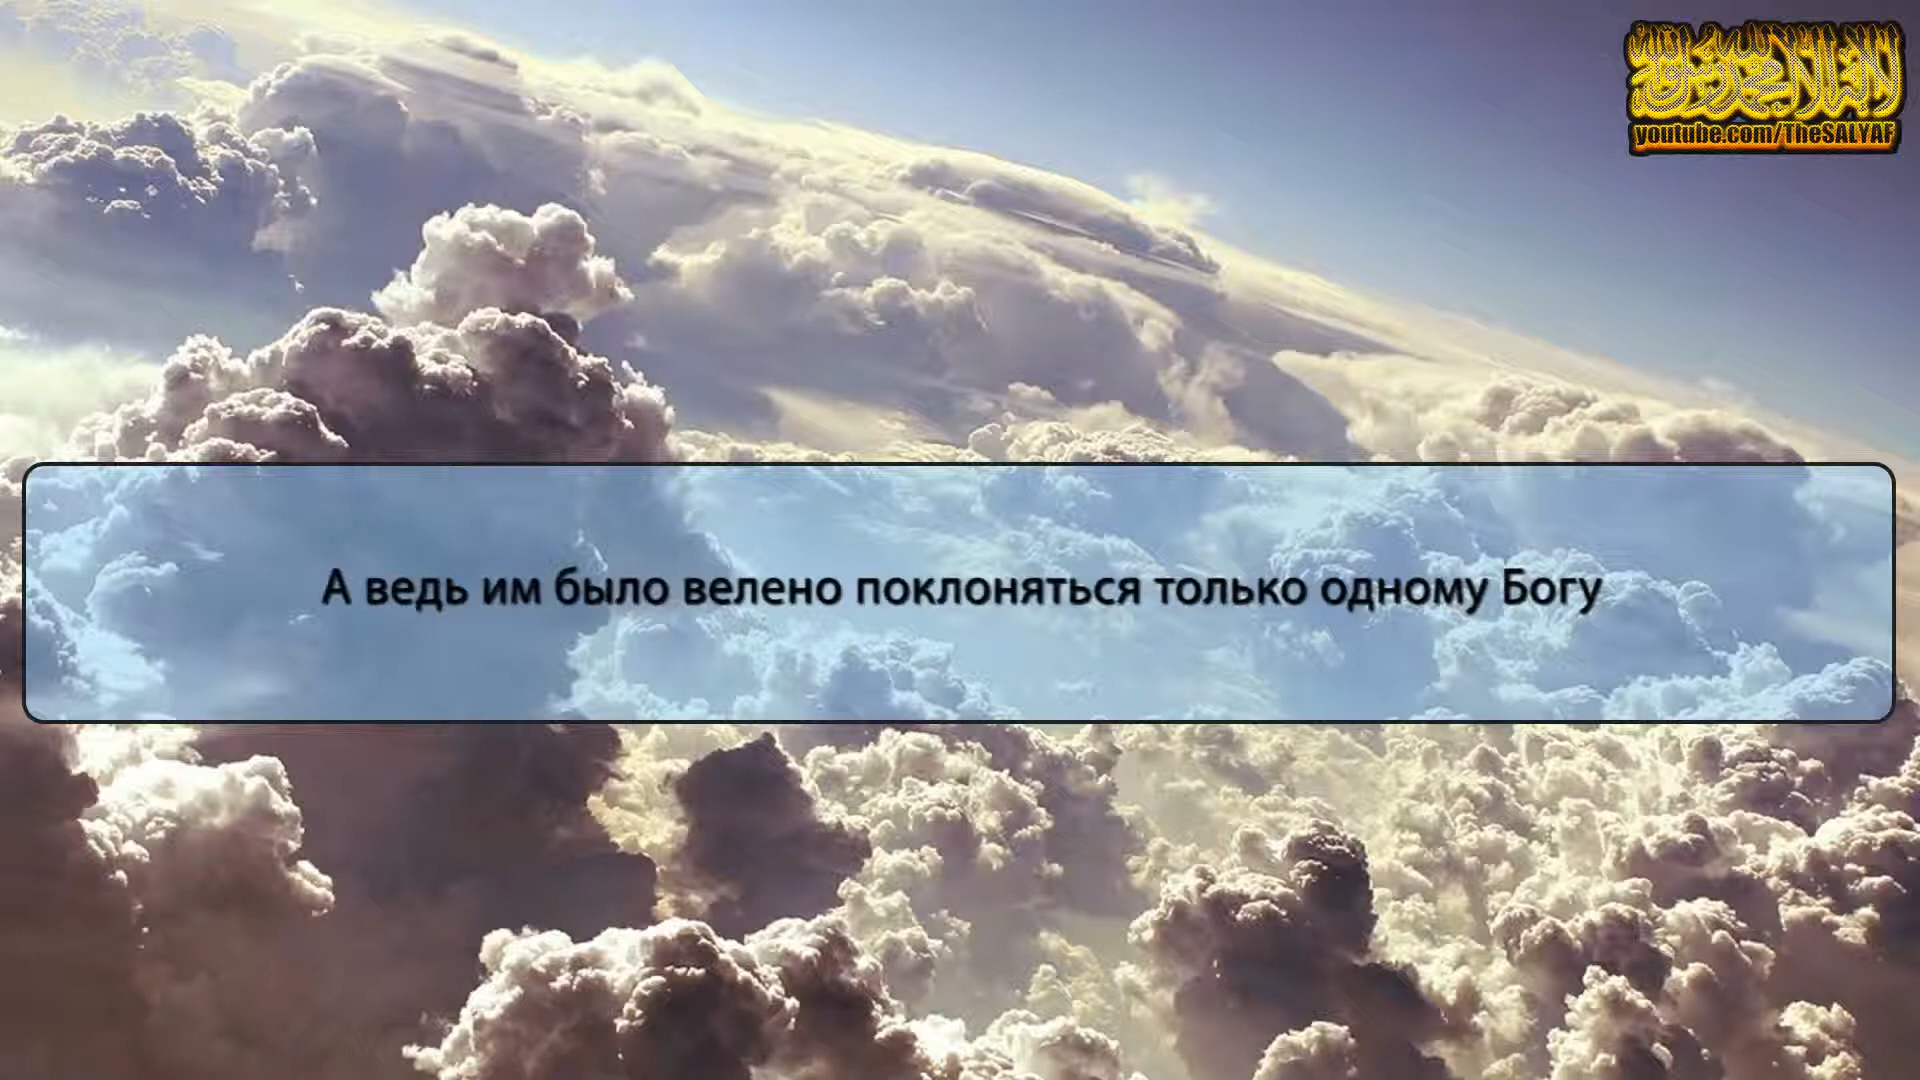 youtube.com/TheSALYAF
А ведь им было велено поклоняться только одному Богу